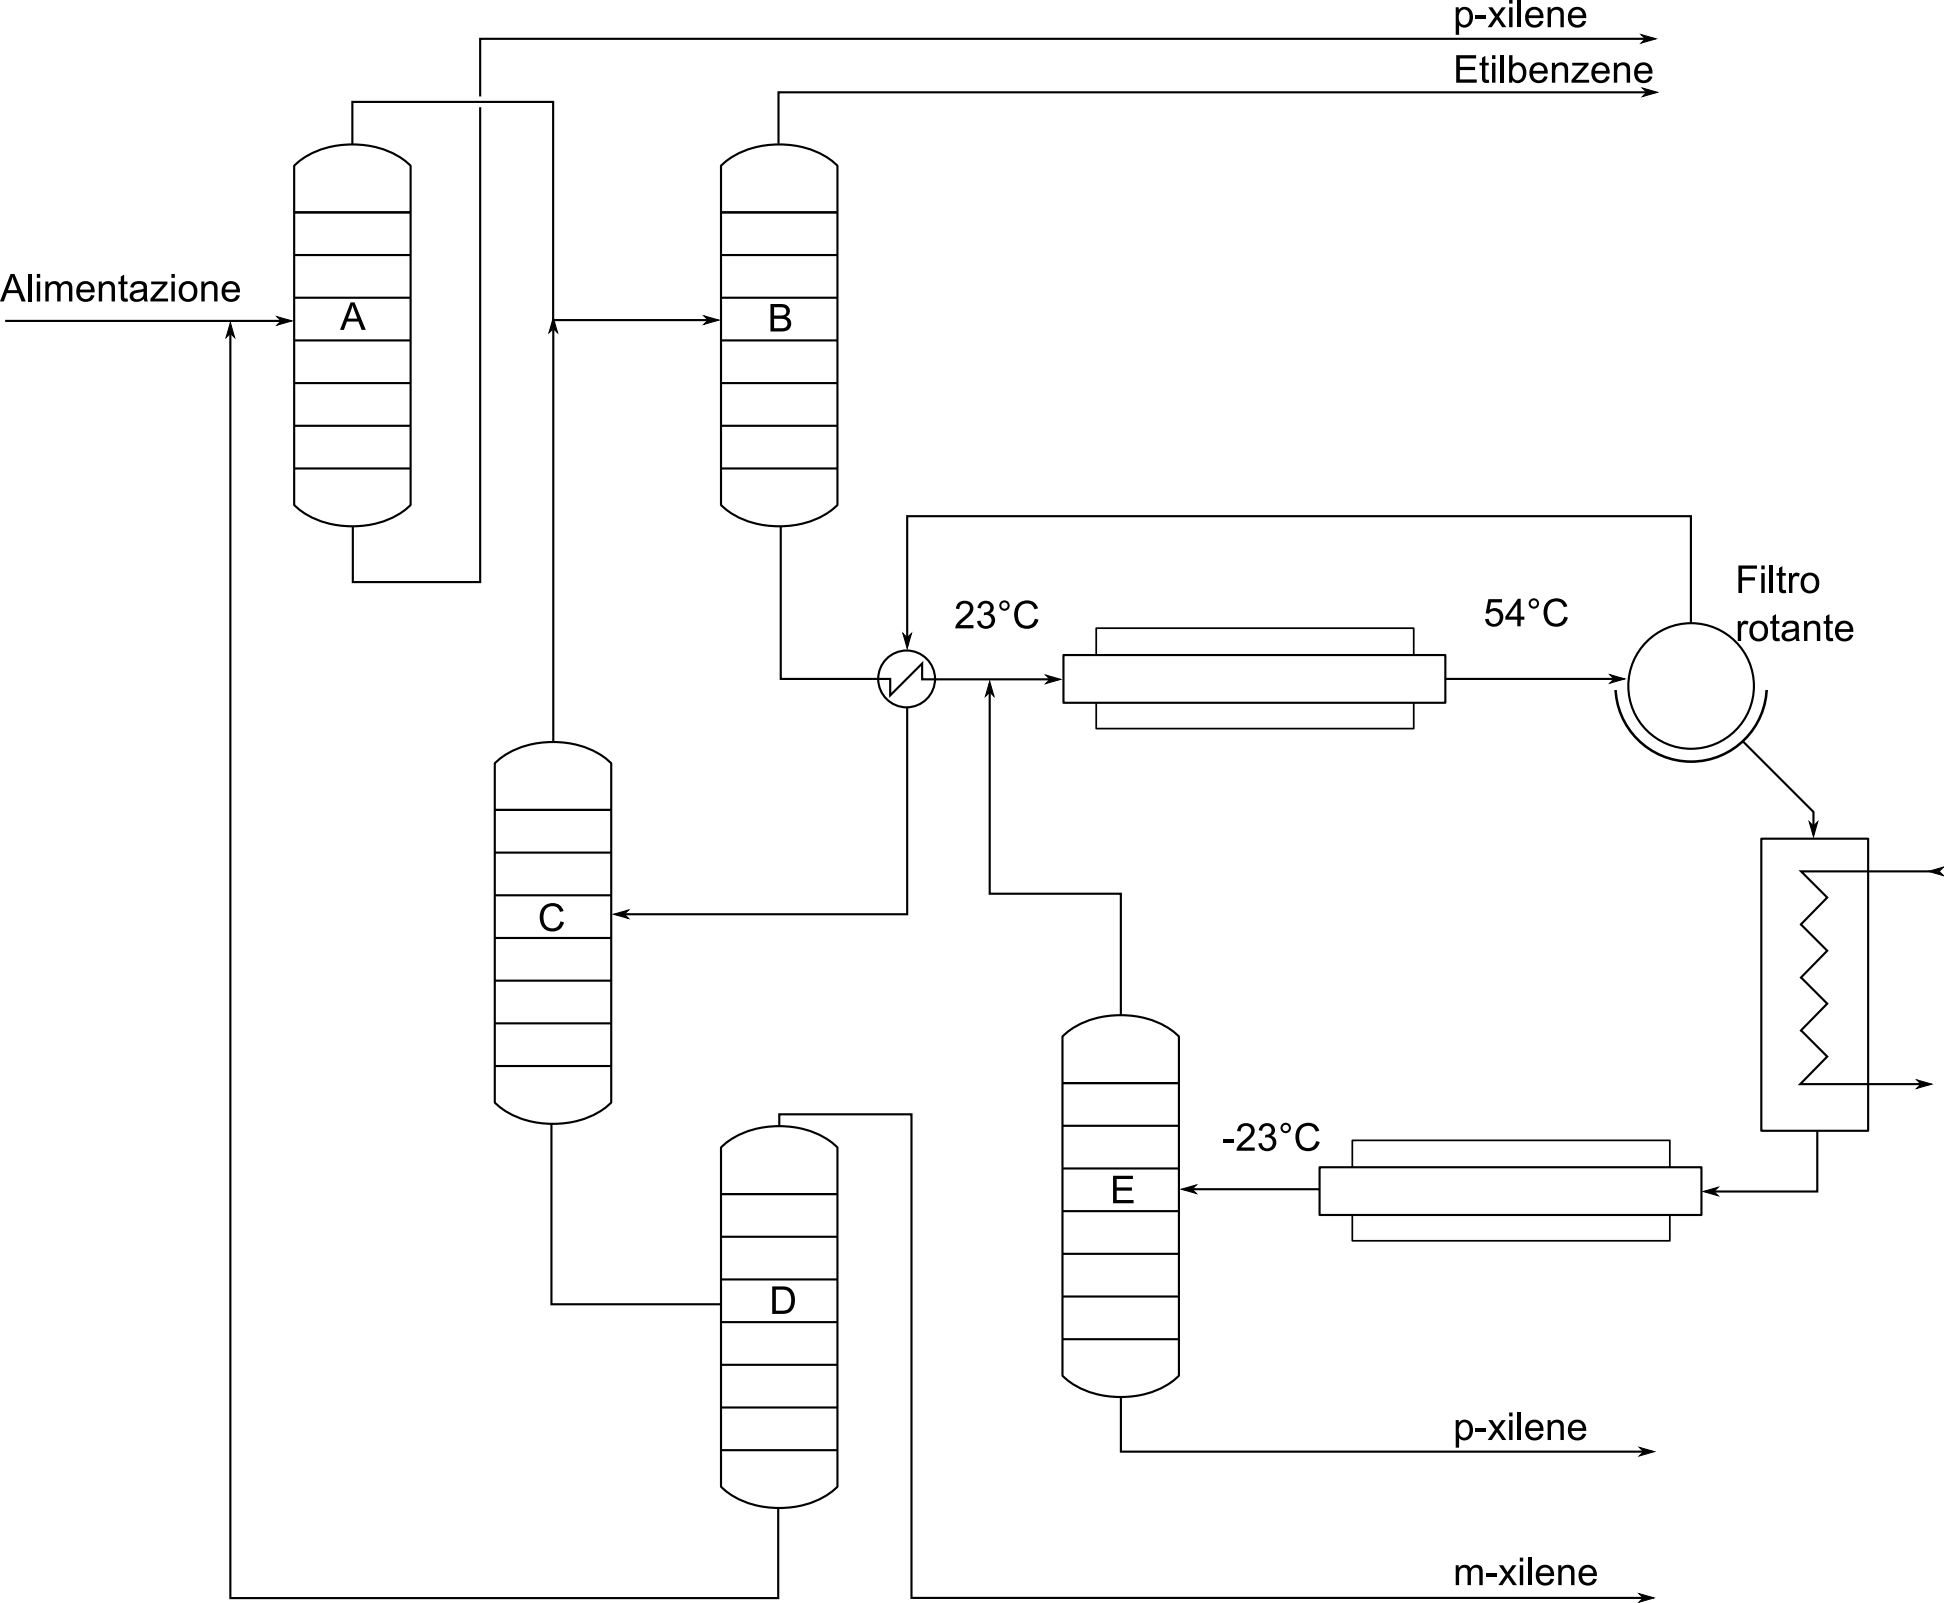 p-xilene
Etilbenzene
Alimentazione
A
B
Filtro
rotante
23°C
54°C
C
-23°C
E
D
p-xilene
m-xilene